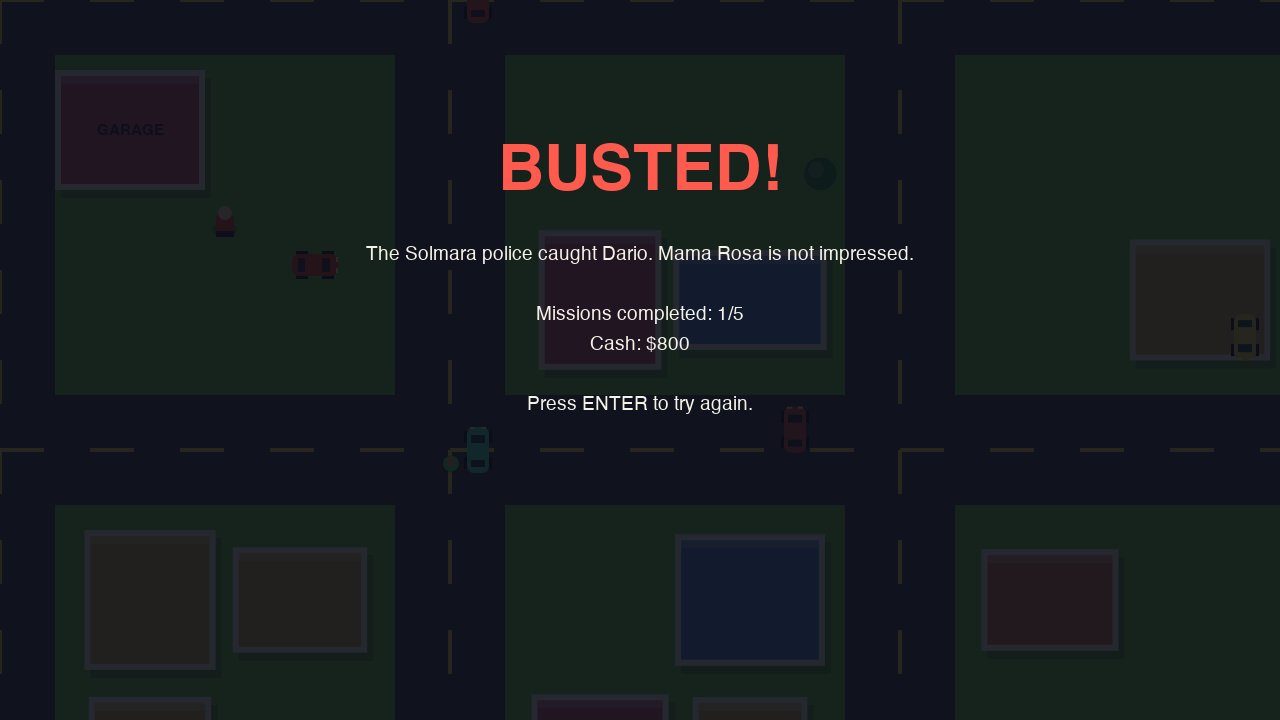 GARAGE
BUSTED!
The Solmara police caught Dario. Mama Rosa is not impressed.
Missions completed: 1/5
Cash: $800
Press ENTER to try again.